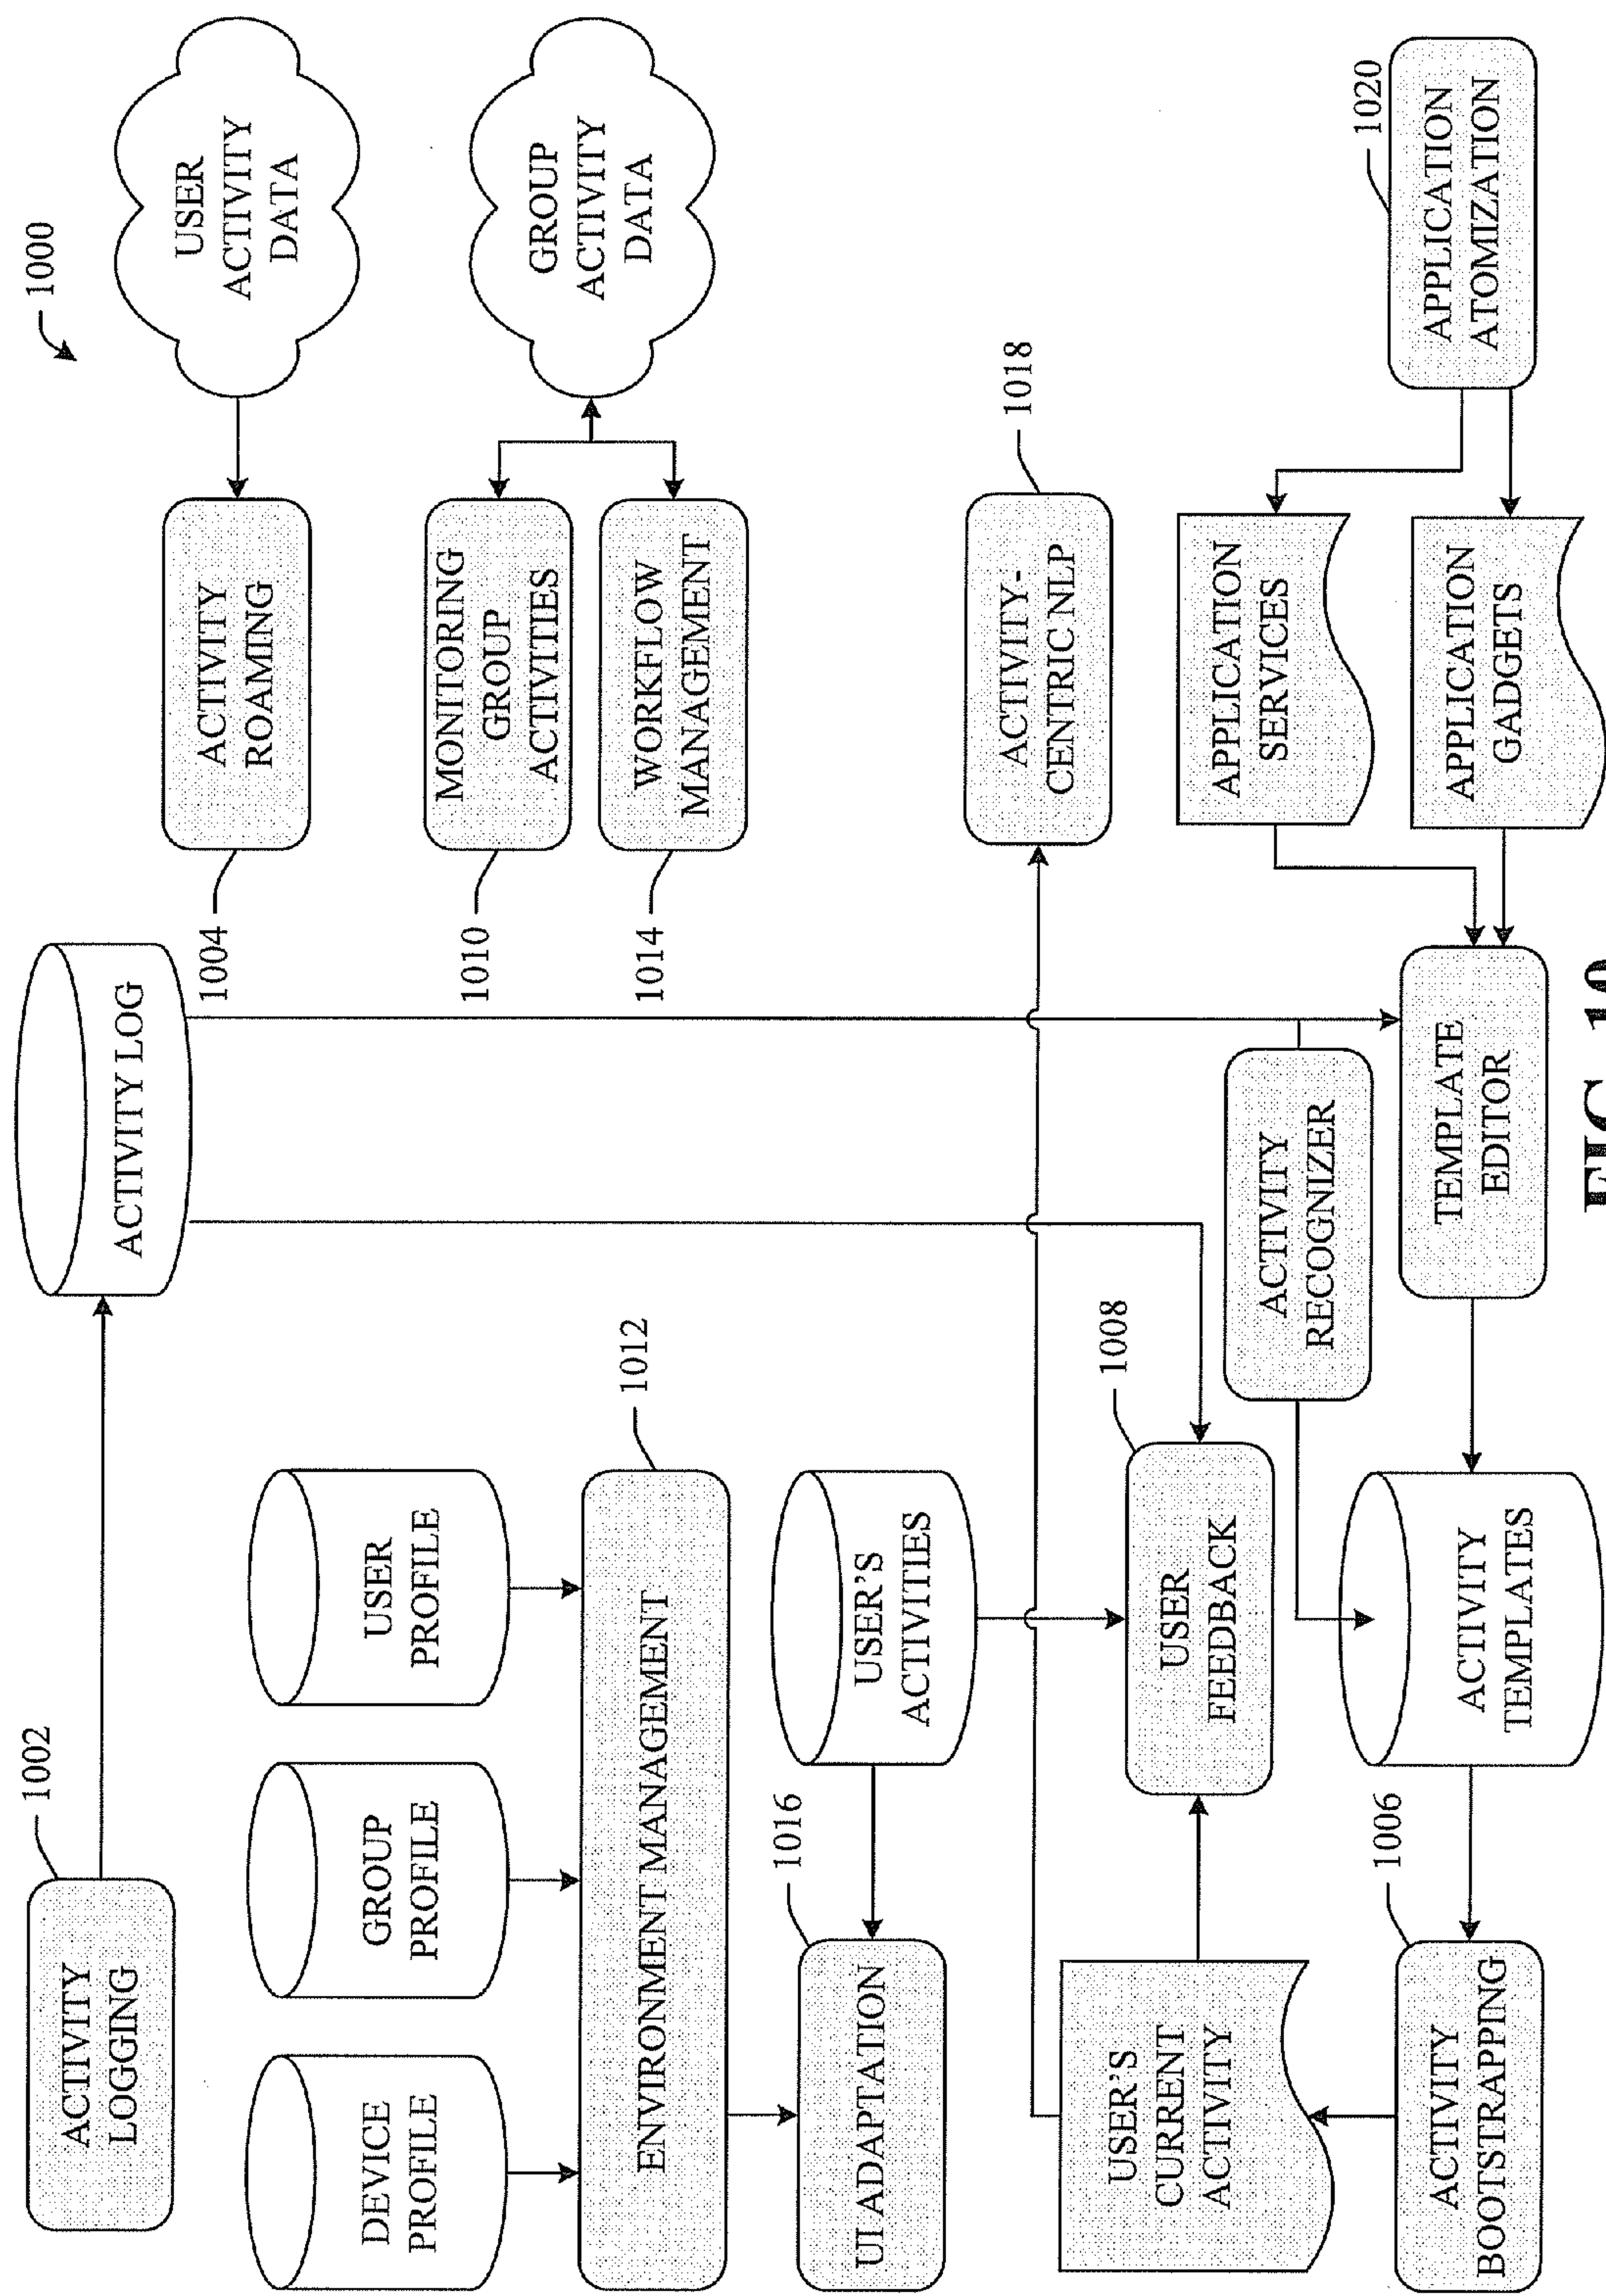 1000
1002
ACTIVITY
LOGGING
ACTIVITY LOG
1004
ACTIVITY
ROAMING
USER
ACTIVITY
DATA
DEVICE
PROFILE
GROUP
PROFILE
USER
PROFILE
1012
ENVIRONMENT MANAGEMENT
1010
MONITORING
GROUP
ACTIVITIES
1014
WORKFLOW
MANAGEMENT
GROUP
ACTIVITY
DATA
1016
UI ADAPTATION
USER'S
ACTIVITIES
1018
ACTIVITY-
CENTRIC NLP
USER'S
CURRENT
ACTIVITY
1008
USER
FEEDBACK
ACTIVITY
RECOGNIZER
APPLICATION
SERVICES
1020
APPLICATION
ATOMIZATION
1006
ACTIVITY
BOOTSTRAPPING
ACTIVITY
TEMPLATES
TEMPLATE
EDITOR
APPLICATION
GADGETS
FIG. 10